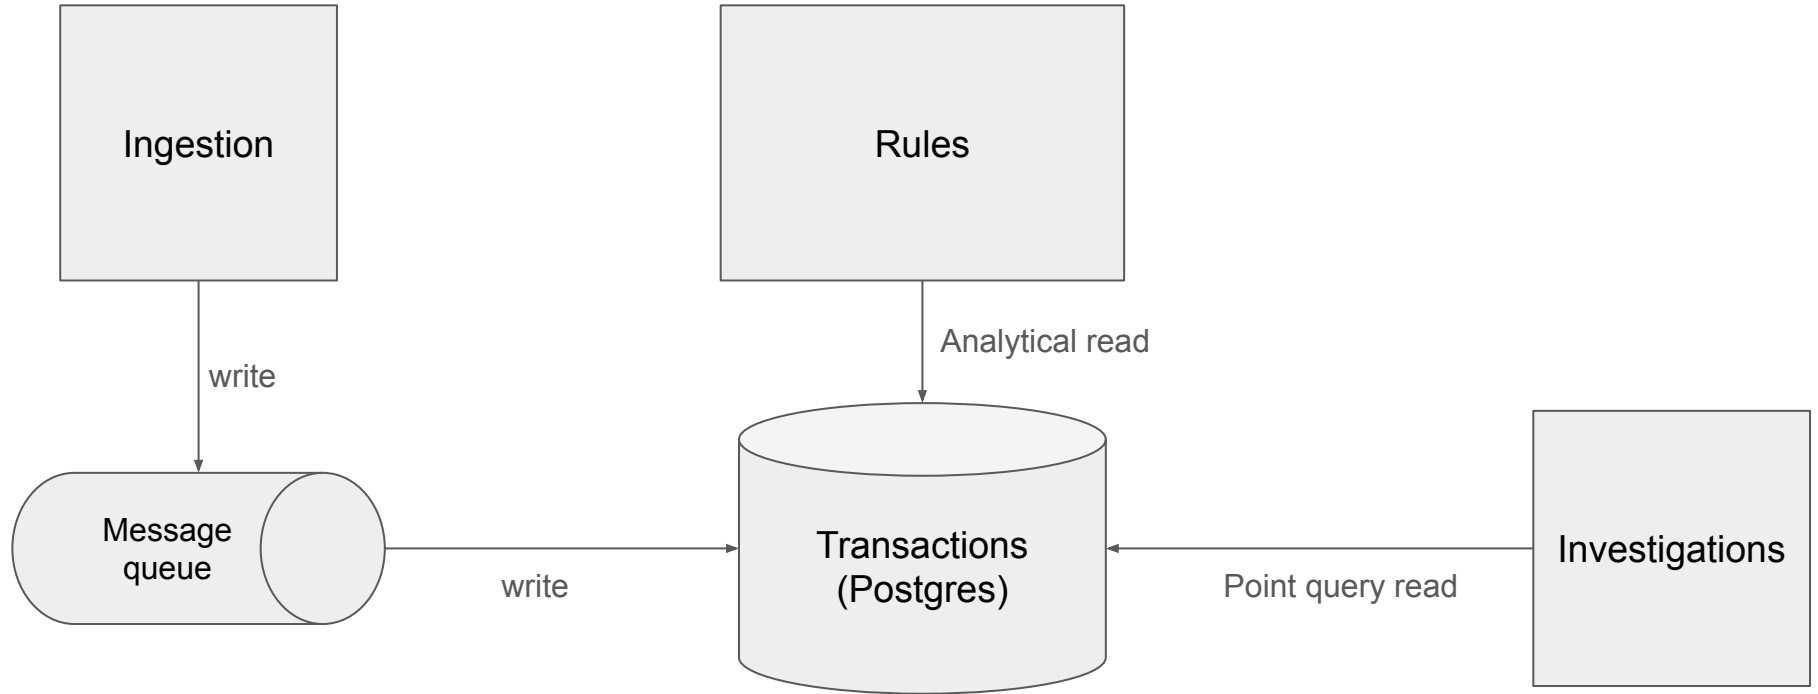 Ingestion
Rules
Analytical read
write
Message
queue
write
Transactions
(Postgres)
Point query read
Investigations